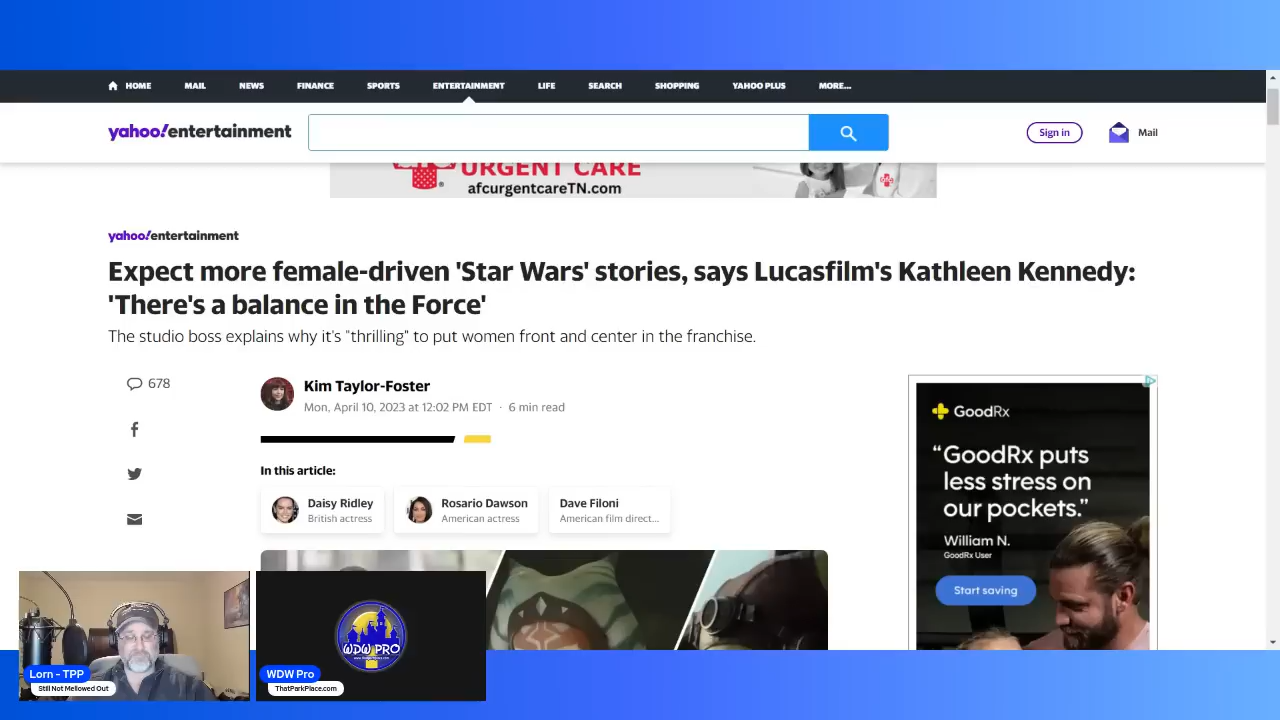 HOME MAIL NEWS FINANCE SPORTS ENTERTAINMENT LIFE SEARCH SHOPPING YAHOO PLUS MORE...
yahoo!entertainment
Sign in
Mail
URGENT CARE
afcurgentcareTN.com
yahoo!entertainment
Expect more female-driven 'Star Wars' stories, says Lucasfilm's Kathleen Kennedy:
'There's a balance in the Force'
The studio boss explains why it's "thrilling" to put women front and center in the franchise.
678
Kim Taylor-Foster
Mon, April 10, 2023 at 12:02 PM EDT · 6 min read
In this article:
Daisy Ridley
British actress
Rosario Dawson
American actress
Dave Filoni
American film direct...
GoodRx
“GoodRx puts
less stress on
our pockets.”
William N.
GoodRx User
Start saving
Lorn - TPP
Still Not Mellowed Out
WDW PRO
WDW Pro
ThatParkPlace.com